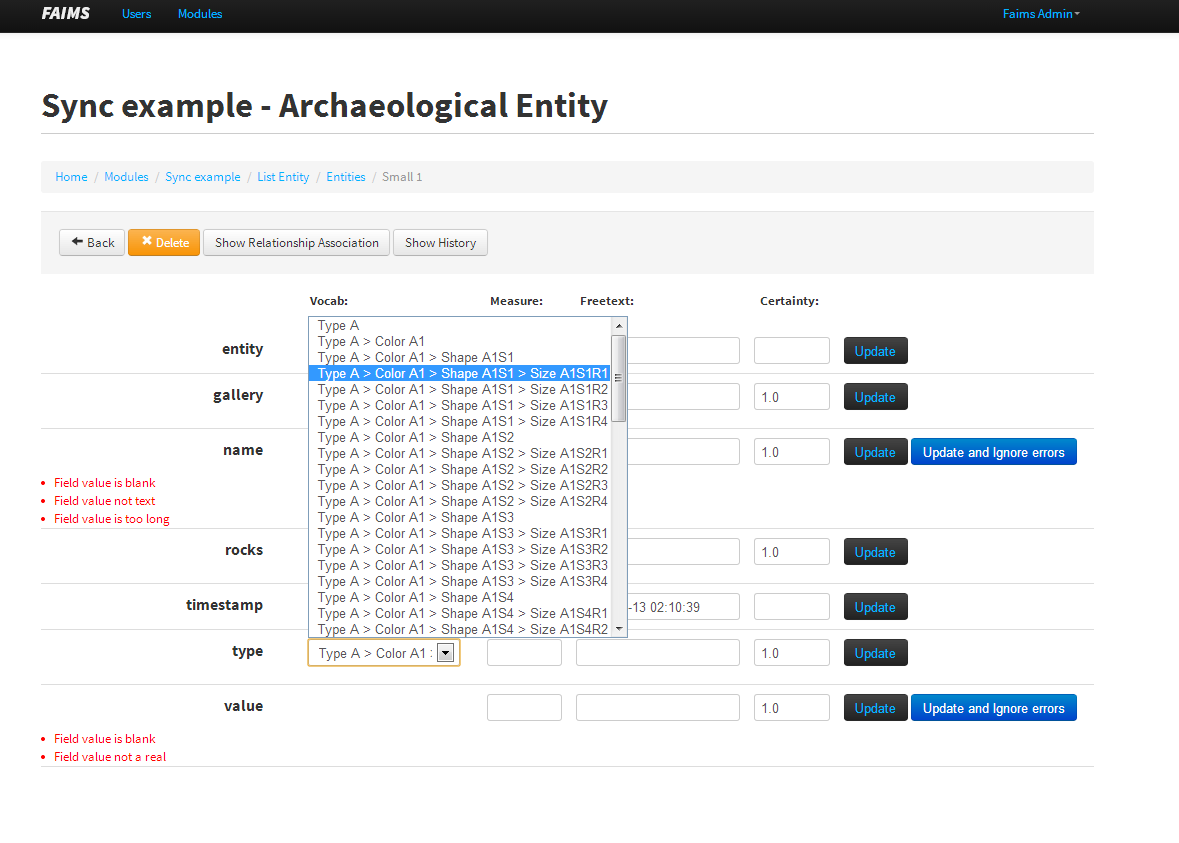 FAIMS Users Modules Faims Admin
Sync example - Archaeological Entity
Home / Modules / Sync example / List Entity / Entities / Small 1
Back Delete Show Relationship Association Show History
Vocab: Measure: Freetext: Certainty:
Type A
Type A > Color A1
Type A > Color A1 > Shape A1S1
Type A > Color A1 > Shape A1S1 > Size A1S1R1
Type A > Color A1 > Shape A1S1 > Size A1S1R2
Type A > Color A1 > Shape A1S1 > Size A1S1R3
Type A > Color A1 > Shape A1S1 > Size A1S1R4
Type A > Color A1 > Shape A1S2
Type A > Color A1 > Shape A1S2 > Size A1S2R1
Type A > Color A1 > Shape A1S2 > Size A1S2R2
Type A > Color A1 > Shape A1S2 > Size A1S2R3
Type A > Color A1 > Shape A1S2 > Size A1S2R4
Type A > Color A1 > Shape A1S3
Type A > Color A1 > Shape A1S3 > Size A1S3R1
Type A > Color A1 > Shape A1S3 > Size A1S3R2
Type A > Color A1 > Shape A1S3 > Size A1S3R3
Type A > Color A1 > Shape A1S3 > Size A1S3R4
Type A > Color A1 > Shape A1S4
Type A > Color A1 > Shape A1S4 > Size A1S4R1
Type A > Color A1 > Shape A1S4 > Size A1S4R2
entity Update
gallery 1.0 Update
name 1.0 Update Update and Ignore errors
Field value is blank
Field value not text
Field value is too long
rocks 1.0 Update
timestamp -13 02:10:39 Update
type Type A > Color A1 1.0 Update
value 1.0 Update Update and Ignore errors
Field value is blank
Field value not a real